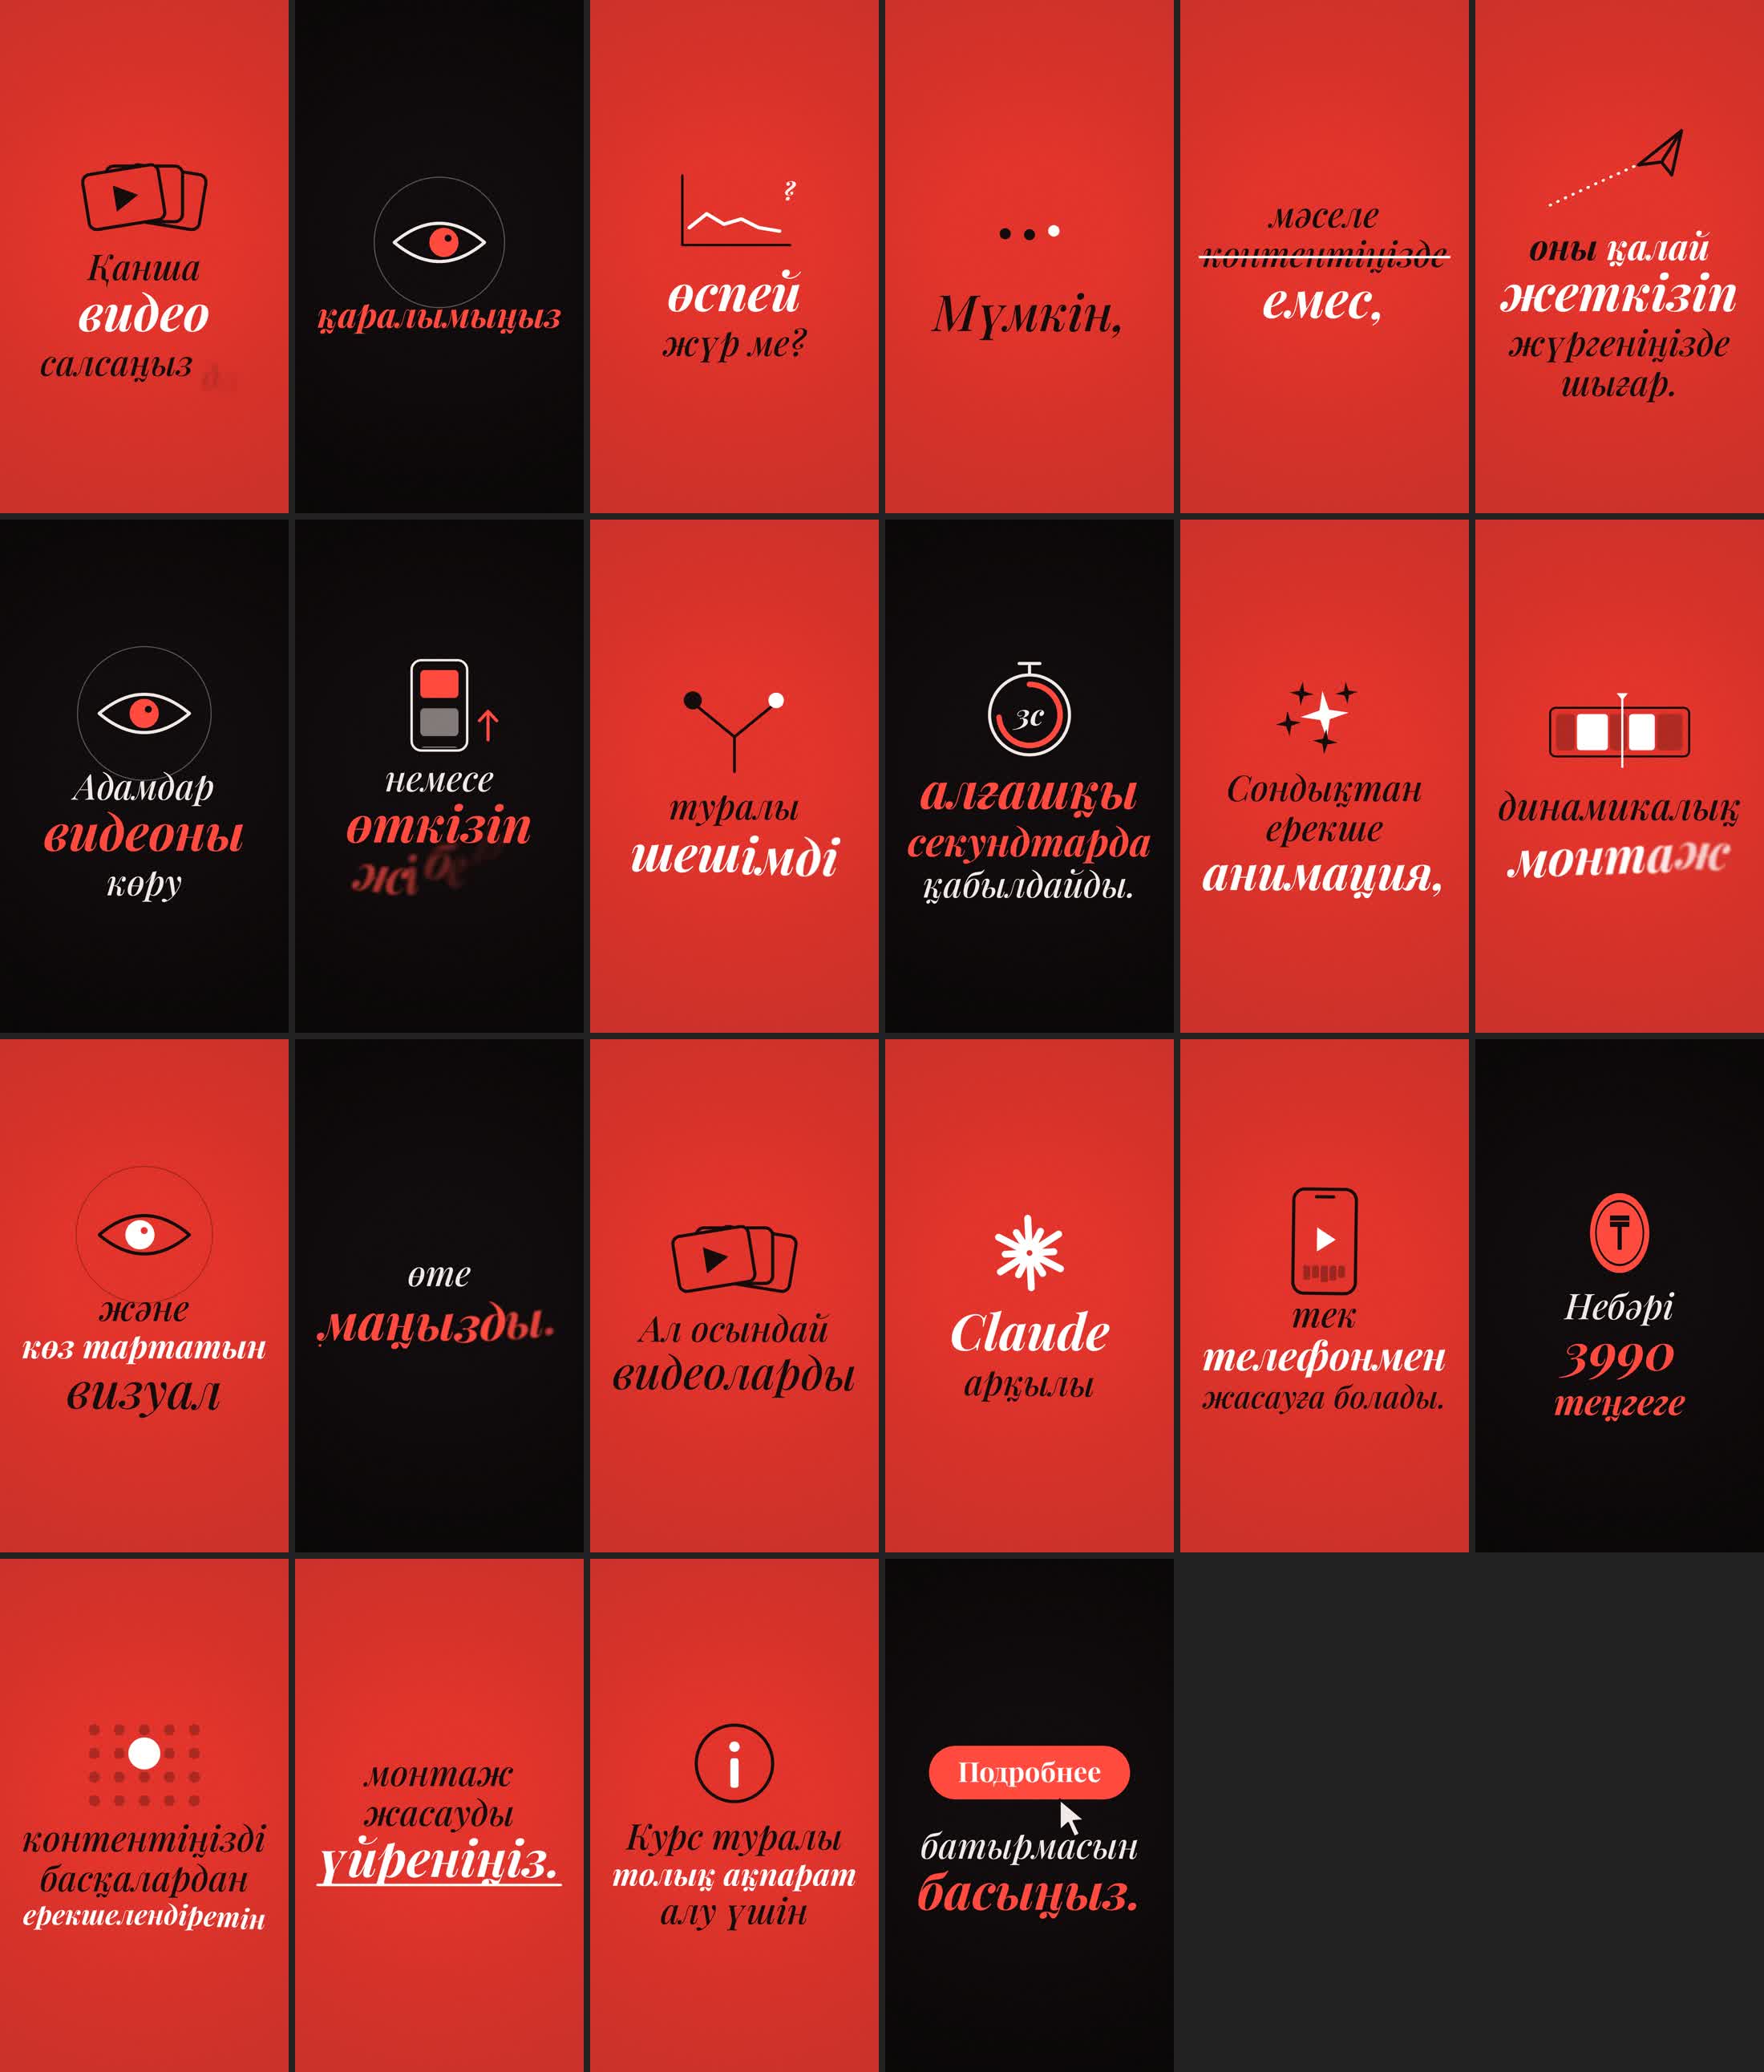 Қанша
видео
салсаңыз
қаралымыңыз
?
өспей
жүр ме?
Мүмкін,
мәселе
контентіңізде
емес,
оны қалай
жеткізіп
жүргеніңізде
шығар.
Адамдар
видеоны
көру
немесе
өткізіп
туралы
шешімді
3с
алғашқы
секундтарда
қабылдайды.
Сондықтан
ерекше
анимация,
динамикалық
монтаж
және
көз тартатын
визуал
өте
маңызды.
Ал осындай
видеоларды
Claude
арқылы
тек
телефонмен
жасауға болады.
₸
Небәрі
3990
теңгеге
контентіңізді
басқалардан
ерекшелендіретін
монтаж
жасауды
үйреніңіз.
i
Курс туралы
толық ақпарат
алу үшін
Подробнее
батырмасын
басыңыз.